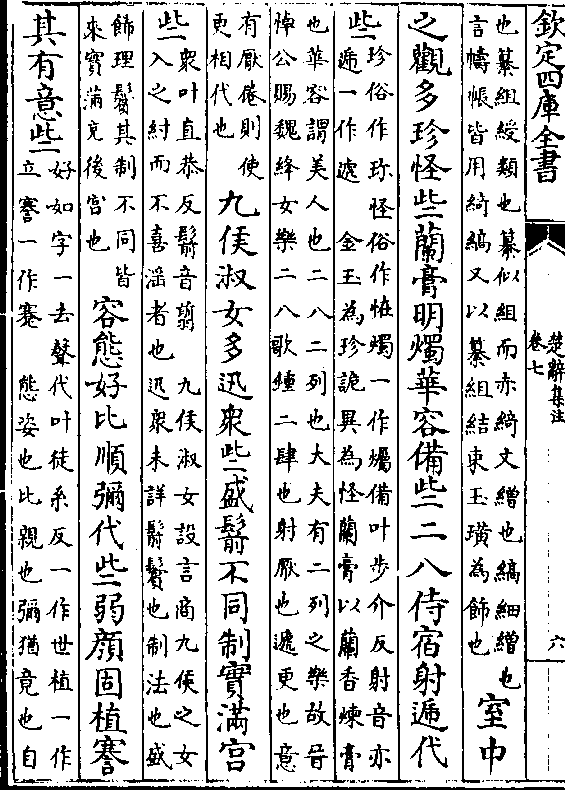 欽定四庫全書
楚辭集注
卷七
六
也纂組綬類也纂似組而赤綺文繒也縞細繒也
言幬帳皆用綺縞又以纂組結束玉璜為飾也
室中
之觀多珍怪些蘭膏明燭華容備些二八侍宿射遞代
些
珍俗作珎怪俗作恠燭一作爥備叶步介反射音亦
遞一作遰 金玉為珍詭異為怪蘭膏以蘭香煉膏
也華容謂美人也二八二列也大夫有二列之樂故晉
悼公賜魏絳女樂二八歌鍾二肆也射厭也遞更也意
有厭倦則使
更相代也
九侯淑女多迅衆些盛鬋不同制實滿宮
些
衆叶直恭反鬋音翦 九侯淑女設言商九侯之女
入之紂而不喜淫者也迅衆未詳鬋鬢也制法也盛
飾理鬢其制不同皆
來實滿充後宮也
容態好比順彌代些弱顔固植謇
其有意些
好如字一去聲代叶徒系反一作世植一作
立謇一作蹇 態姿也比親也彌猶竟也自